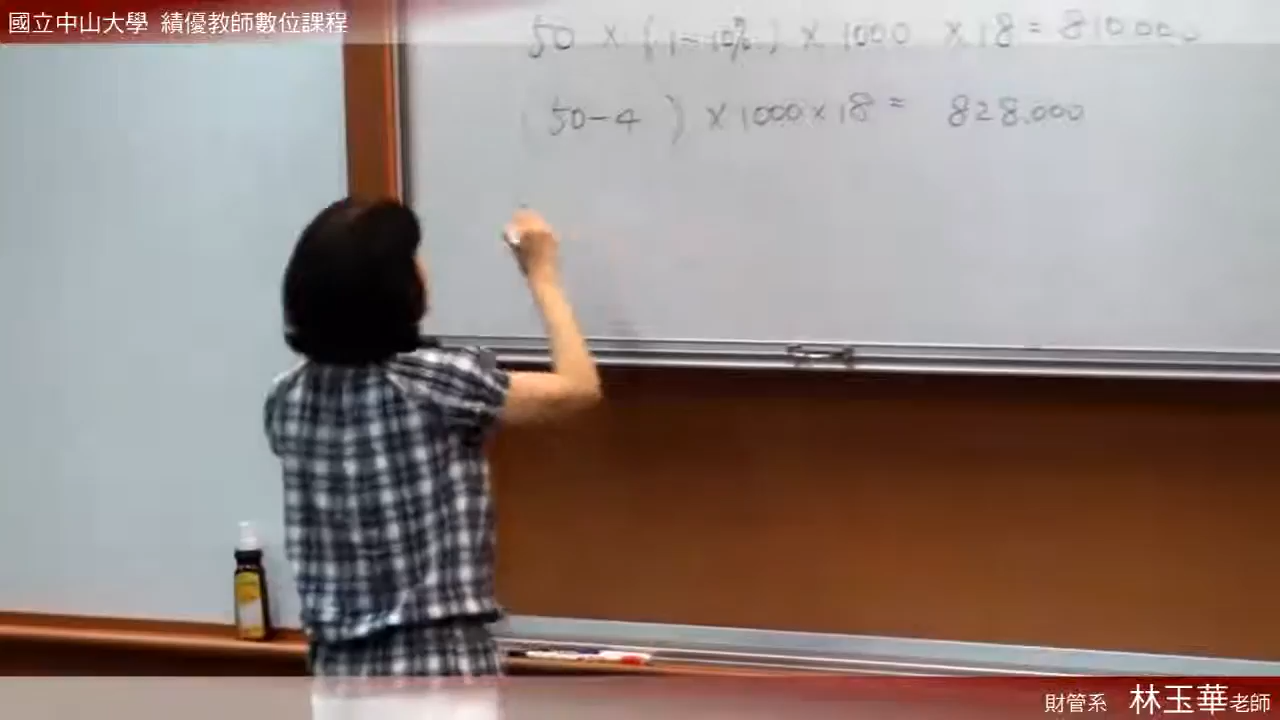 國立中山大學 績優教師數位課程
50 × (1-10%) × 1000 × 18 = 810000
(50-4) × 1000 × 18 = 828.000
財管系 林玉華老師